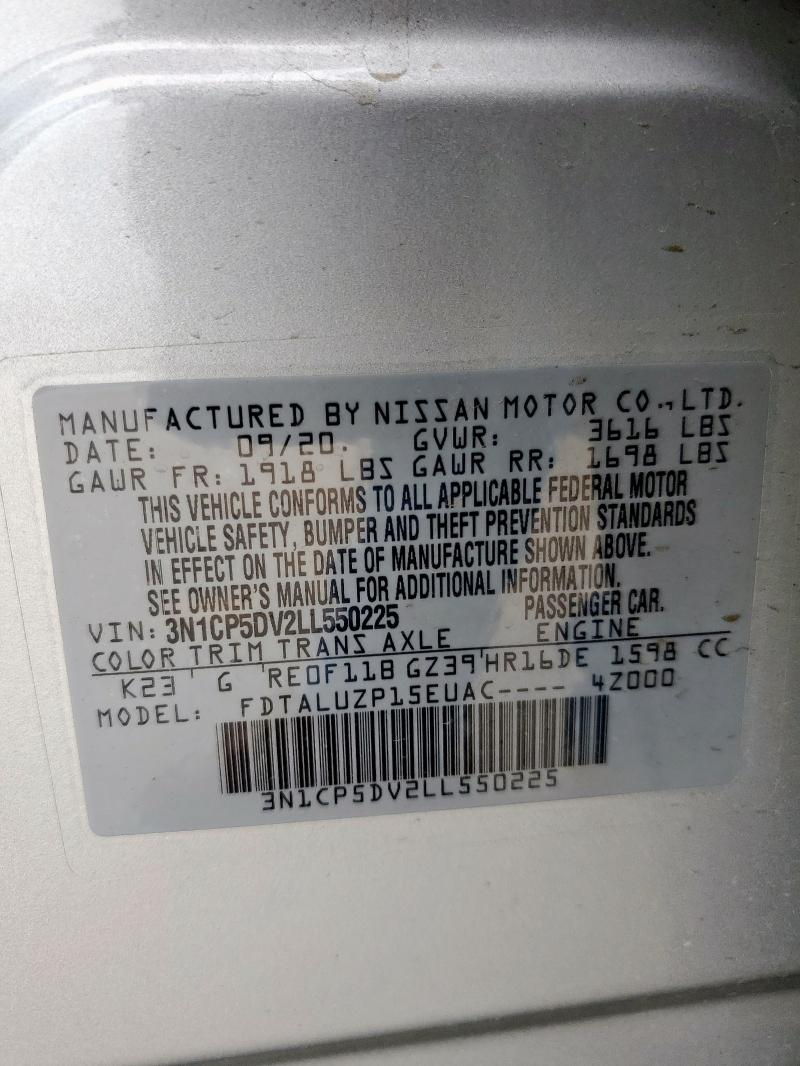 MANUFACTURED BY NISSAN MOTOR CO., LTD.
DATE: 09/20. GVWR: 3616 LBS
GAWR FR: 1918 LBS GAWR RR: 1698 LBS
THIS VEHICLE CONFORMS TO ALL APPLICABLE FEDERAL MOTOR
VEHICLE SAFETY, BUMPER AND THEFT PREVENTION STANDARDS
IN EFFECT ON THE DATE OF MANUFACTURE SHOWN ABOVE.
SEE OWNER'S MANUAL FOR ADDITIONAL INFORMATION.
VIN: 3N1CP5DV2LL550225 PASSENGER CAR.
COLOR TRIM TRANS AXLE ENGINE
K23 G RE0F11B GZ39 HR16DE 1598 CC
MODEL: FDTALUZP15EUAC---- 4Z000
3N1CP5DV2LL550225